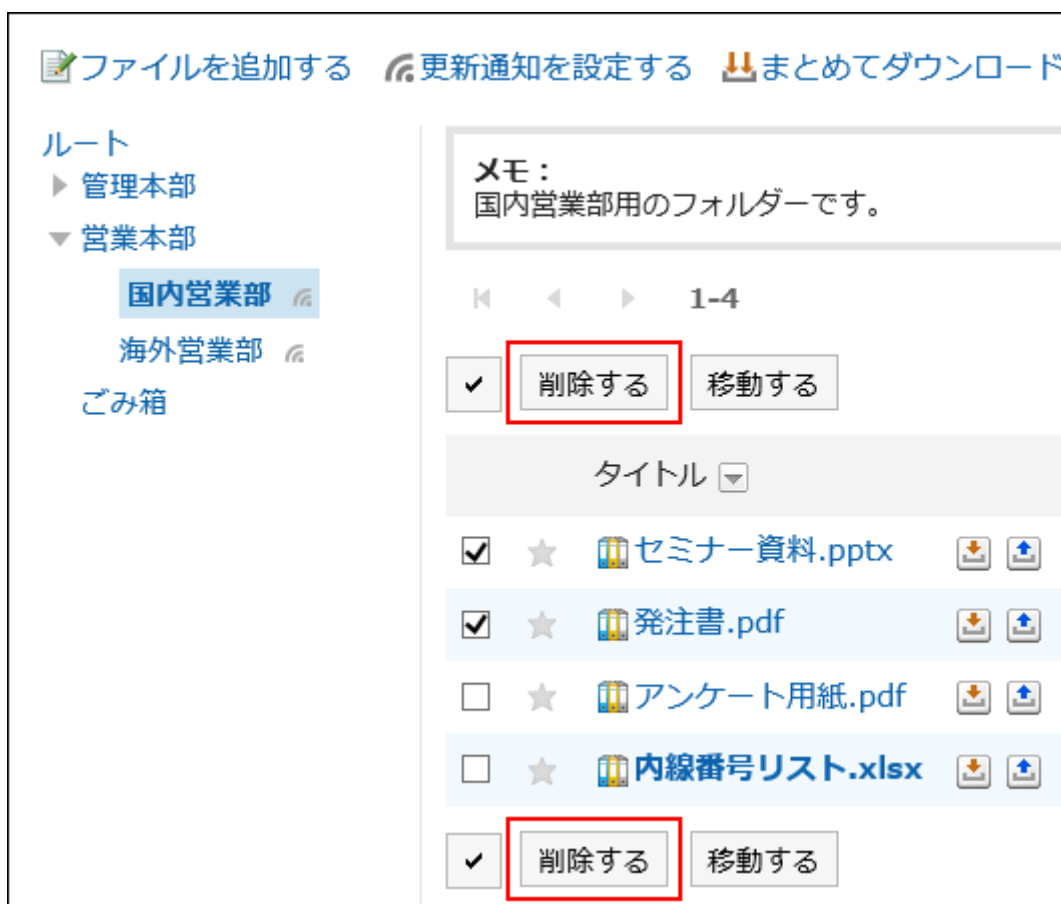 ファイルを追加する 更新通知を設定する まとめてダウンロード
ルート
管理本部
営業本部
国内営業部
海外営業部
ごみ箱
メモ:
国内営業部用のフォルダーです。
1-4
削除する 移動する
タイトル
セミナー資料.pptx
発注書.pdf
アンケート用紙.pdf
内線番号リスト.xlsx
削除する 移動する